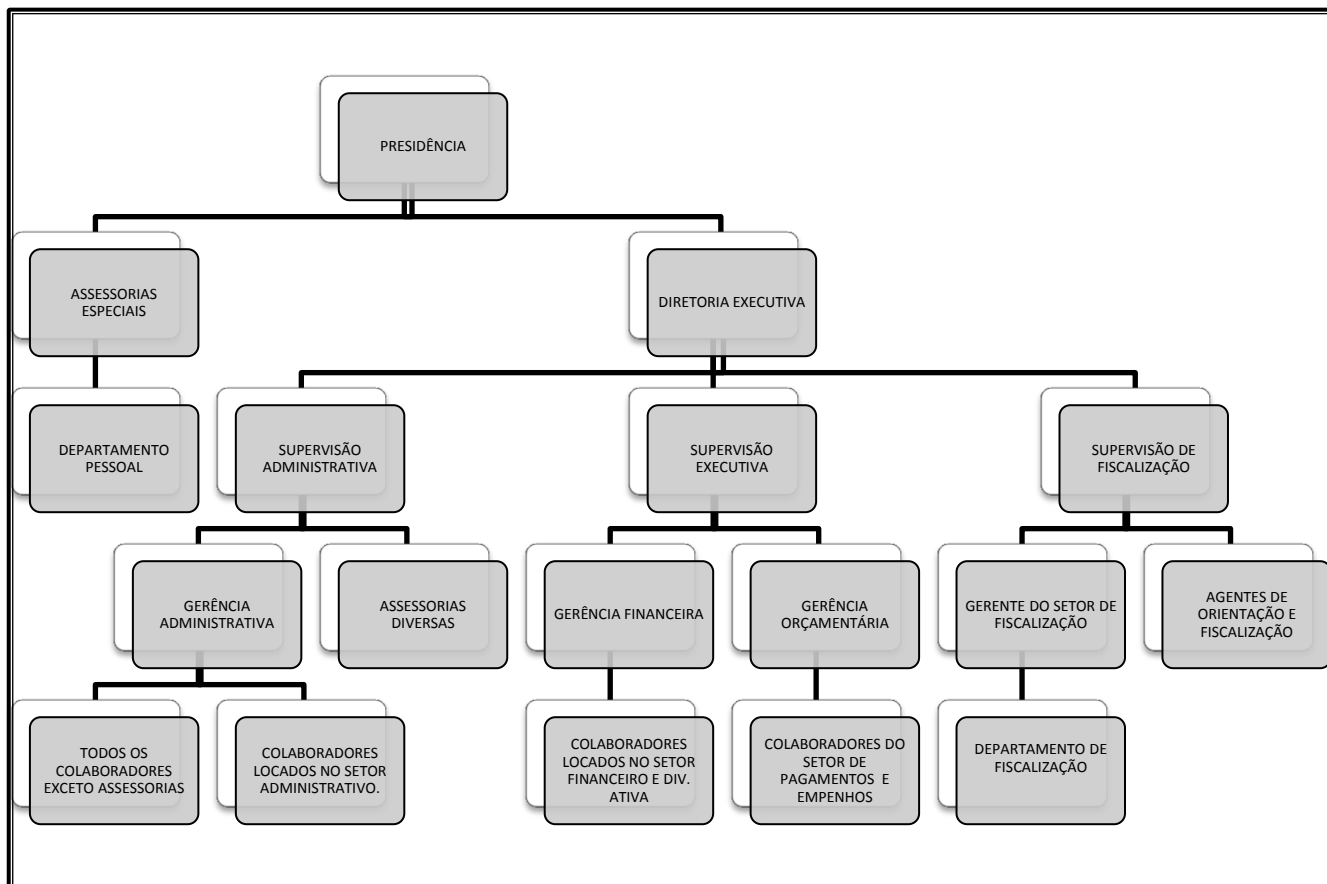 PRESIDÊNCIA
ASSESSORIAS
ESPECIAIS
DIRETORIA EXECUTIVA
DEPARTAMENTO
PESSOAL
SUPERVISÃO
ADMINISTRATIVA
SUPERVISÃO
EXECUTIVA
SUPERVISÃO DE
FISCALIZAÇÃO
GERÊNCIA
ADMINISTRATIVA
ASSESSORIAS
DIVERSAS
GERÊNCIA FINANCEIRA
GERÊNCIA
ORÇAMENTÁRIA
GERENTE DO SETOR DE
FISCALIZAÇÃO
AGENTES DE
ORIENTAÇÃO E
FISCALIZAÇÃO
TODOS OS
COLABORADORES
EXCETO ASSESSORIAS
COLABORADORES
LOCADOS NO SETOR
ADMINISTRATIVO.
COLABORADORES
LOCADOS NO SETOR
FINANCEIRO E DIV.
ATIVA
COLABORADORES DO
SETOR DE
PAGAMENTOS E
EMPENHOS
DEPARTAMENTO DE
FISCALIZAÇÃO